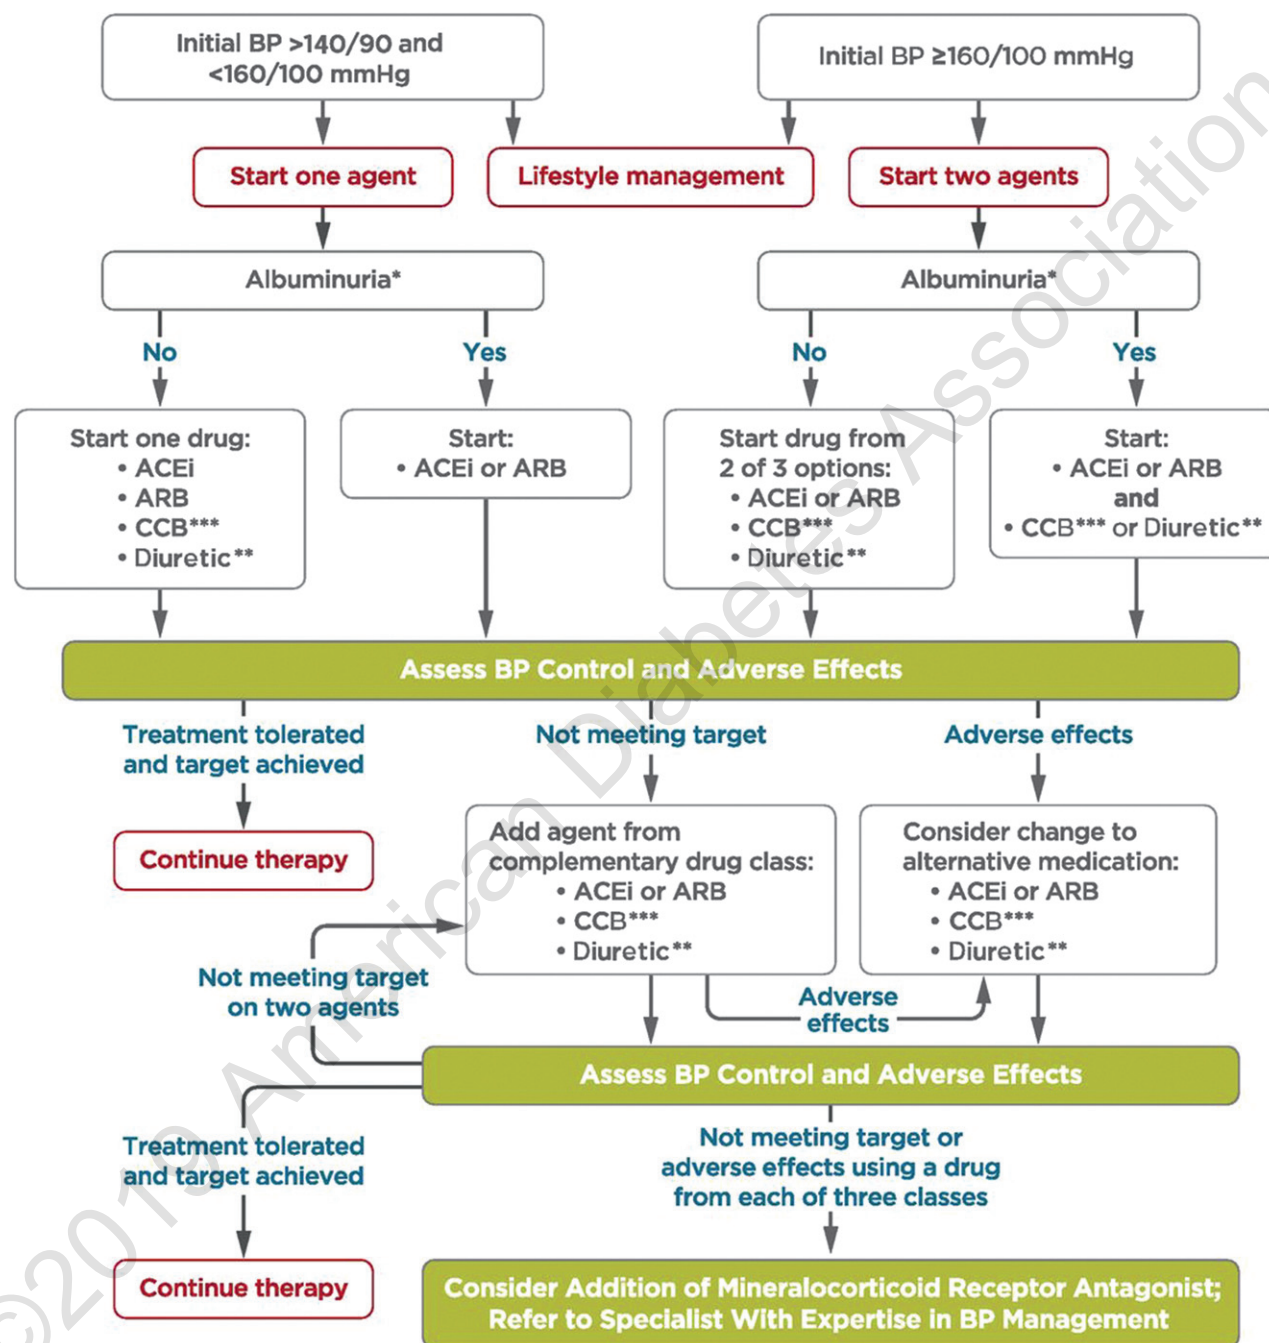 Initial BP >140/90 and
<160/100 mmHg
Initial BP ≥160/100 mmHg
Start one agent
Lifestyle management
Start two agents
Albuminuria*
Albuminuria*
No
Yes
No
Yes
Start one drug:
• ACEi
• ARB
• CCB***
• Diuretic**
Start:
• ACEi or ARB
Start drug from
2 of 3 options:
• ACEi or ARB
• CCB***
• Diuretic**
Start:
• ACEi or ARB
and
• CCB*** or Diuretic**
Assess BP Control and Adverse Effects
Treatment tolerated
and target achieved
Not meeting target
Adverse effects
Continue therapy
Add agent from
complementary drug class:
• ACEi or ARB
• CCB***
• Diuretic**
Consider change to
alternative medication:
• ACEi or ARB
• CCB***
• Diuretic**
Not meeting target
on two agents
Adverse
effects
Assess BP Control and Adverse Effects
Treatment tolerated
and target achieved
Not meeting target or
adverse effects using a drug
from each of three classes
Continue therapy
Consider Addition of Mineralocorticoid Receptor Antagonist;
Refer to Specialist With Expertise in BP Management
©2019 American Diabetes Association